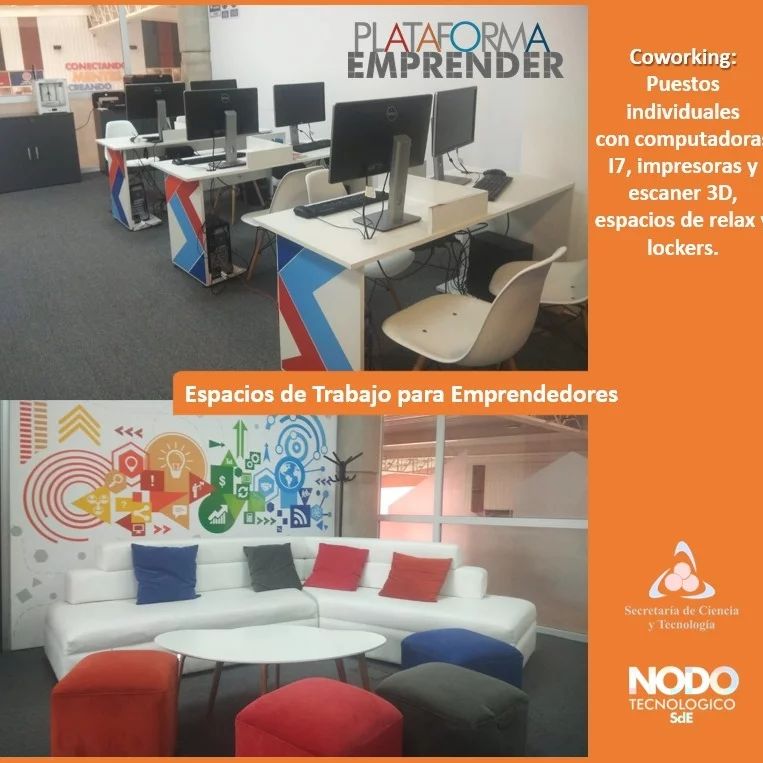 PLATAFORMA
EMPRENDER
CONECTANDO
MENTES
CREANDO
Coworking:
Puestos
individuales
con computadoras
I7, impresoras y
escaner 3D,
espacios de relax y
lockers.
Espacios de Trabajo para Emprendedores
Secretaría de Ciencia
y Tecnología
NODO
TECNOLOGICO
SdE